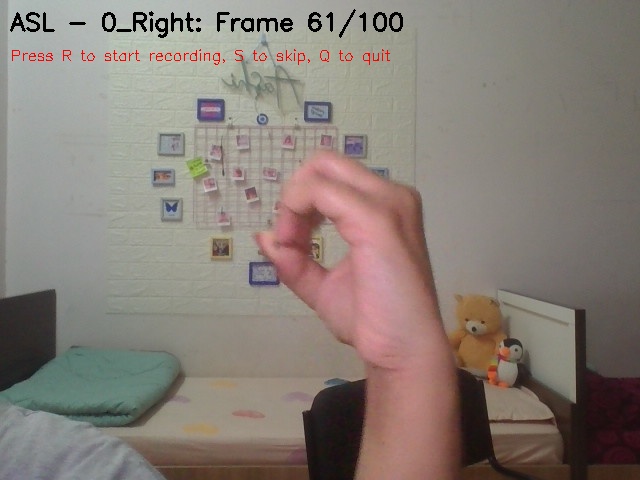 ASL - 0_Right: Frame 61/100
Press R to start recording, S to skip, Q to quit